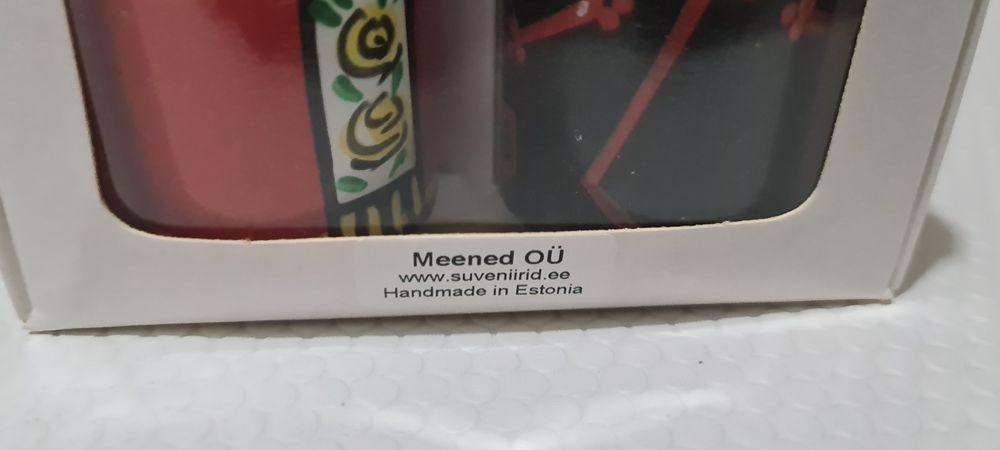 Meened OÜ
www.suveniirid.ee
Handmade in Estonia